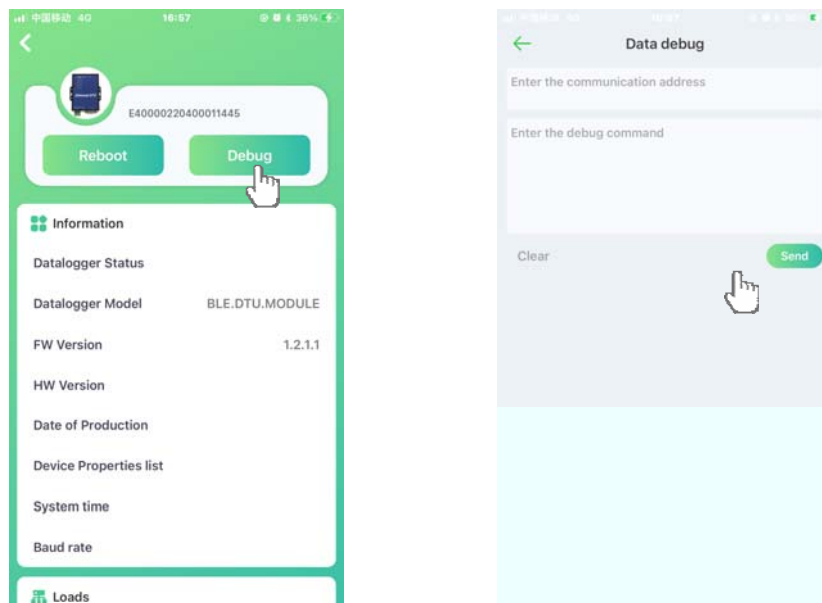 中国移动 4G 16:57 36%
E40000220400011445
Reboot Debug
Information
Datalogger Status
Datalogger Model BLE.DTU.MODULE
FW Version 1.2.1.1
HW Version
Date of Production
Device Properties list
System time
Baud rate
Loads
Data debug
Enter the communication address
Enter the debug command
Clear Send